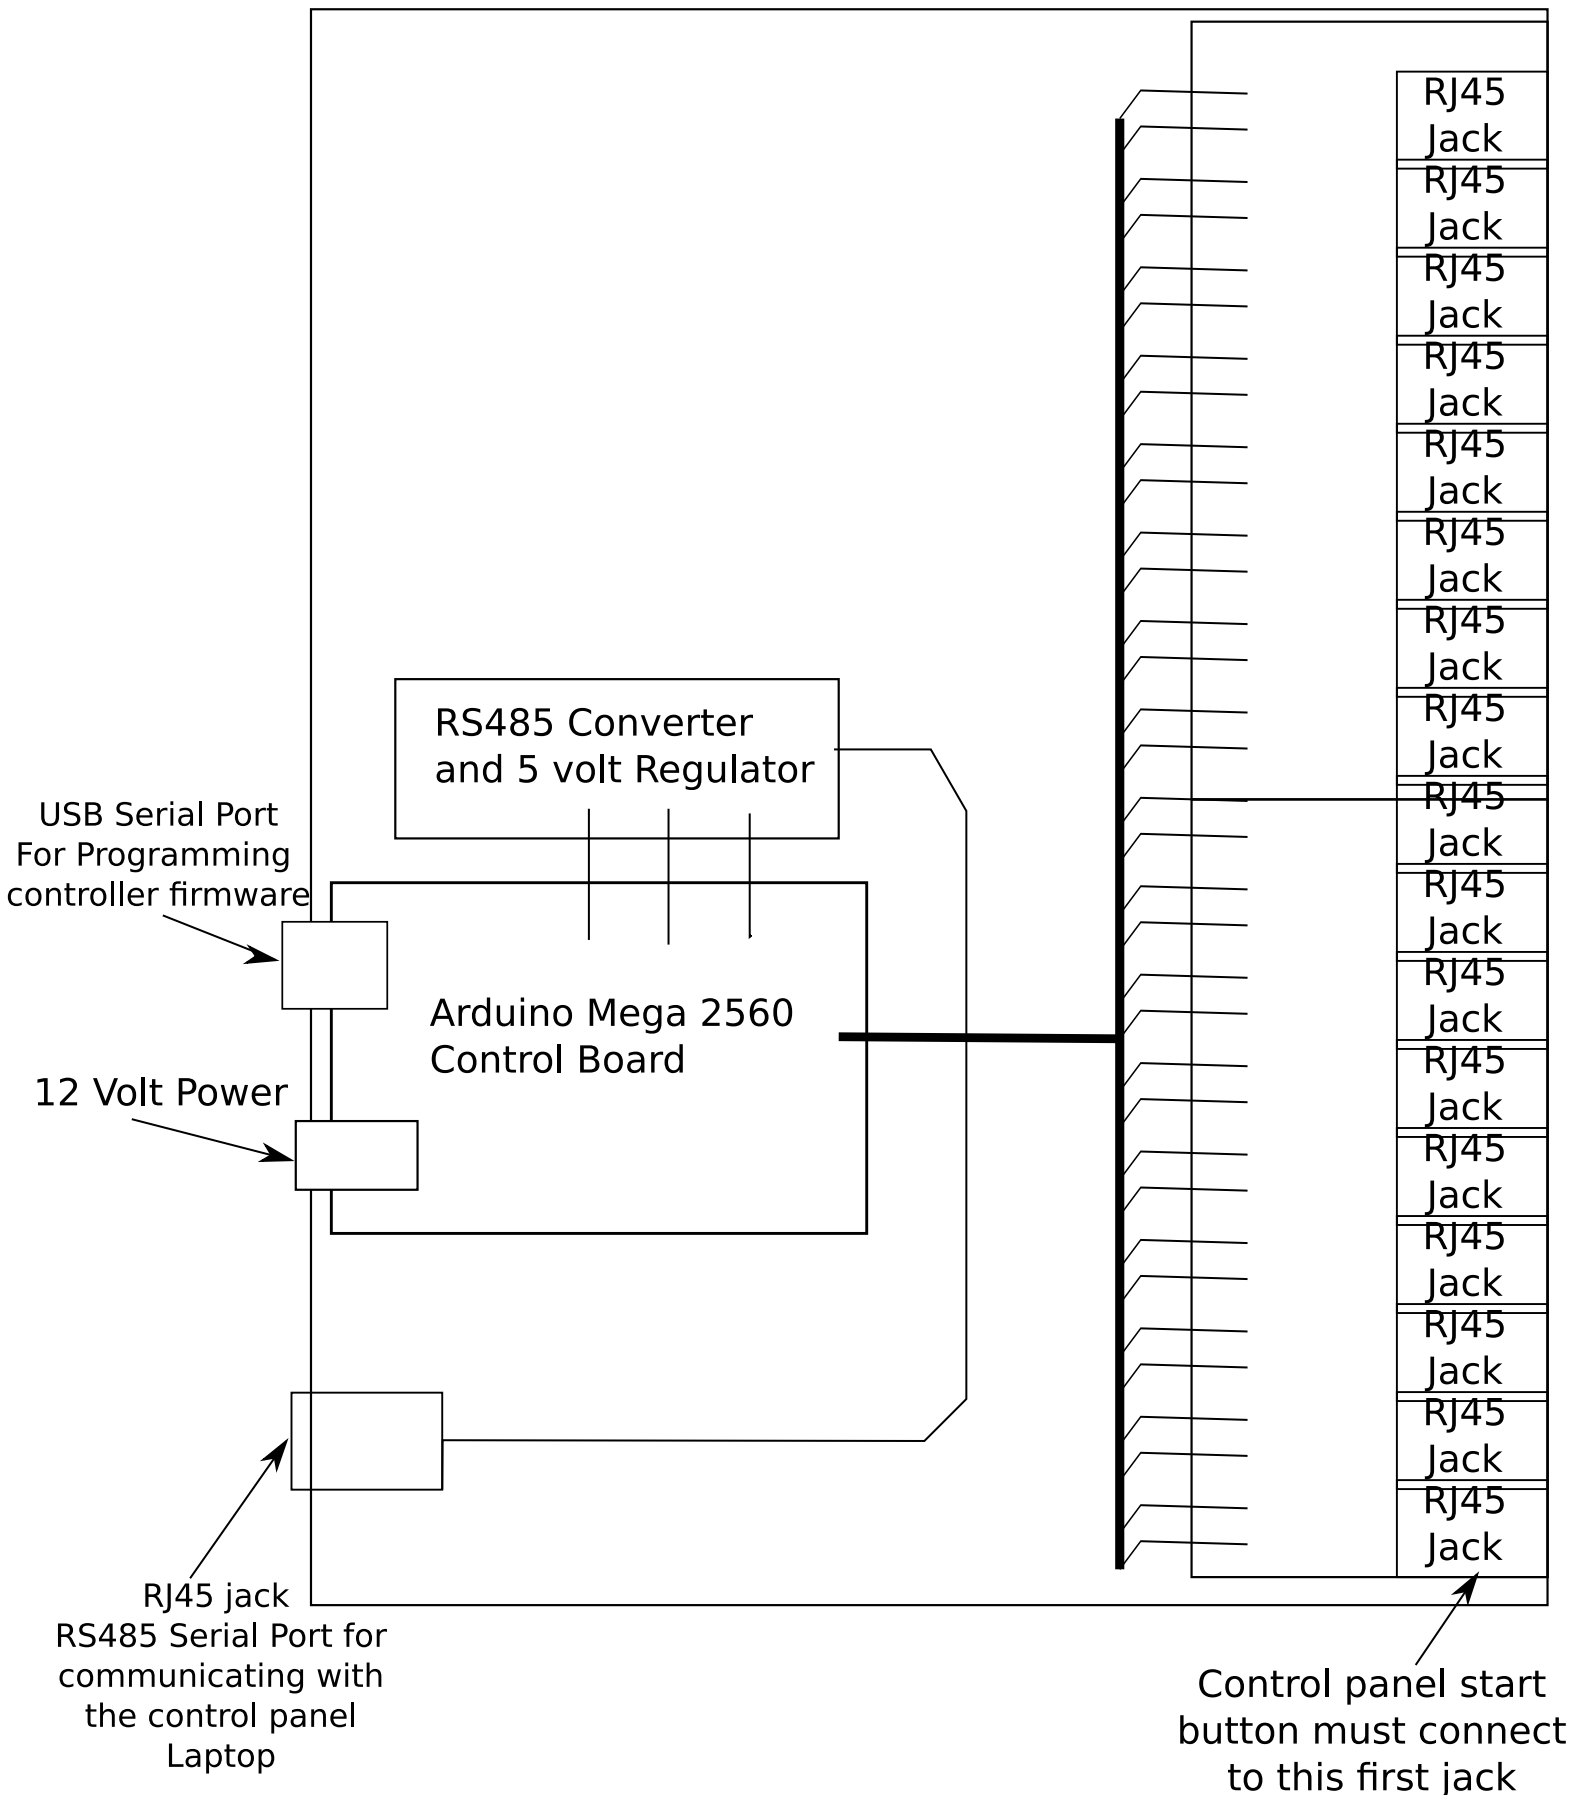 RJ45
Jack
RJ45
Jack
RJ45
Jack
RJ45
Jack
RJ45
Jack
RJ45
Jack
RJ45
Jack
RJ45
Jack
RJ45
Jack
RJ45
Jack
RJ45
Jack
RJ45
Jack
RJ45
Jack
RJ45
Jack
RJ45
Jack
RJ45
Jack
RJ45
Jack
RS485 Converter
and 5 volt Regulator
USB Serial Port
For Programming
controller firmware
Arduino Mega 2560
Control Board
12 Volt Power
RJ45 jack
RS485 Serial Port for
communicating with
the control panel
Laptop
Control panel start
button must connect
to this first jack